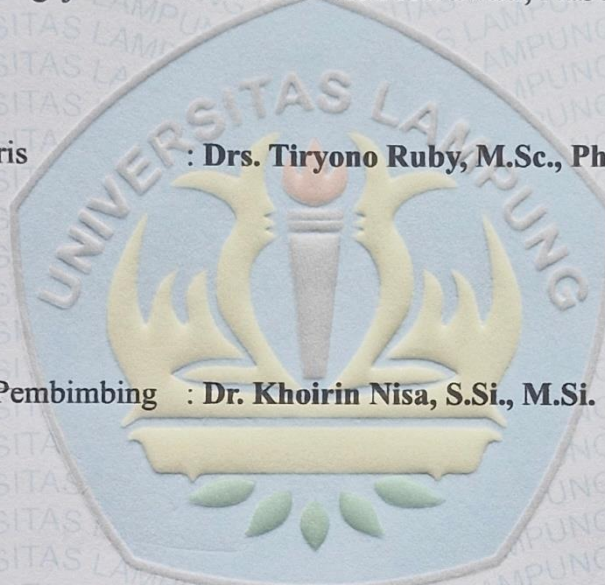 UNIVERSITAS LAMPUNG
ris : Drs. Tiryono Ruby, M.Sc., Ph
Pembimbing : Dr. Khoirin Nisa, S.Si., M.Si.